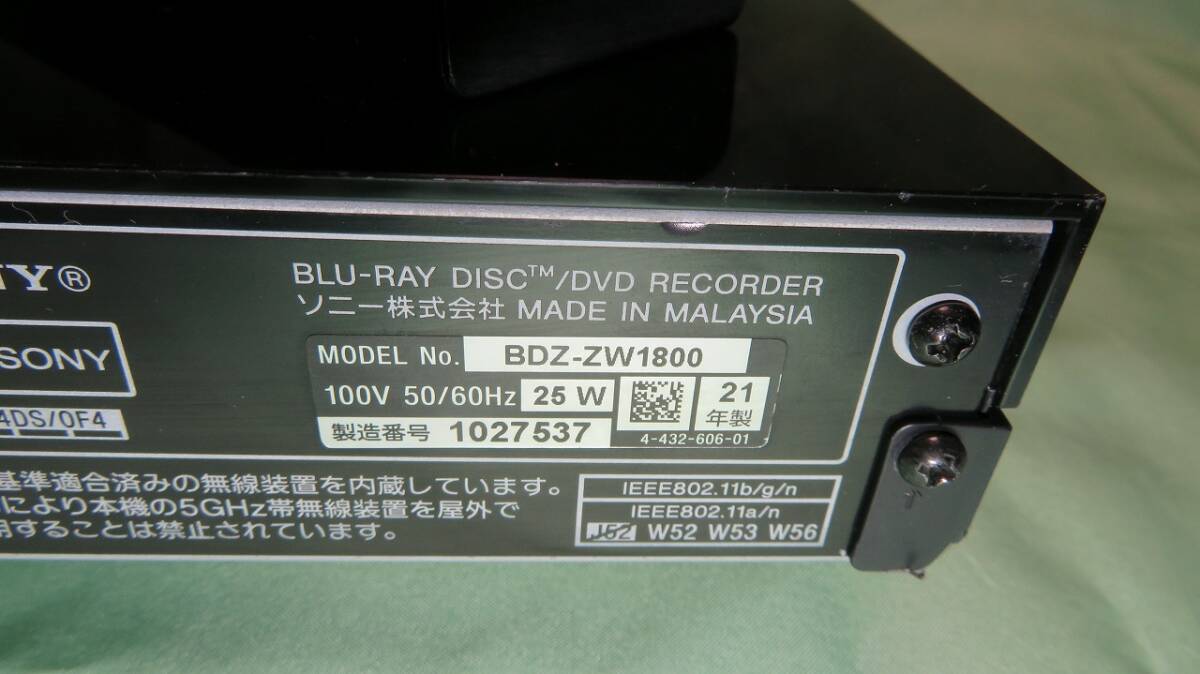 NY®
BLU-RAY DISC™/DVD RECORDER
ソニー株式会社 MADE IN MALAYSIA
SONY
MODEL No. BDZ-ZW1800
100V 50/60Hz 25 W
21
年製
4DS/0F4
製造番号 1027537
4-432-606-01
基準適合済みの無線装置を内蔵しています。
により本機の5GHz帯無線装置を屋外で
用することは禁止されています。
IEEE802.11b/g/n
IEEE802.11a/n
J52 W52 W53 W56